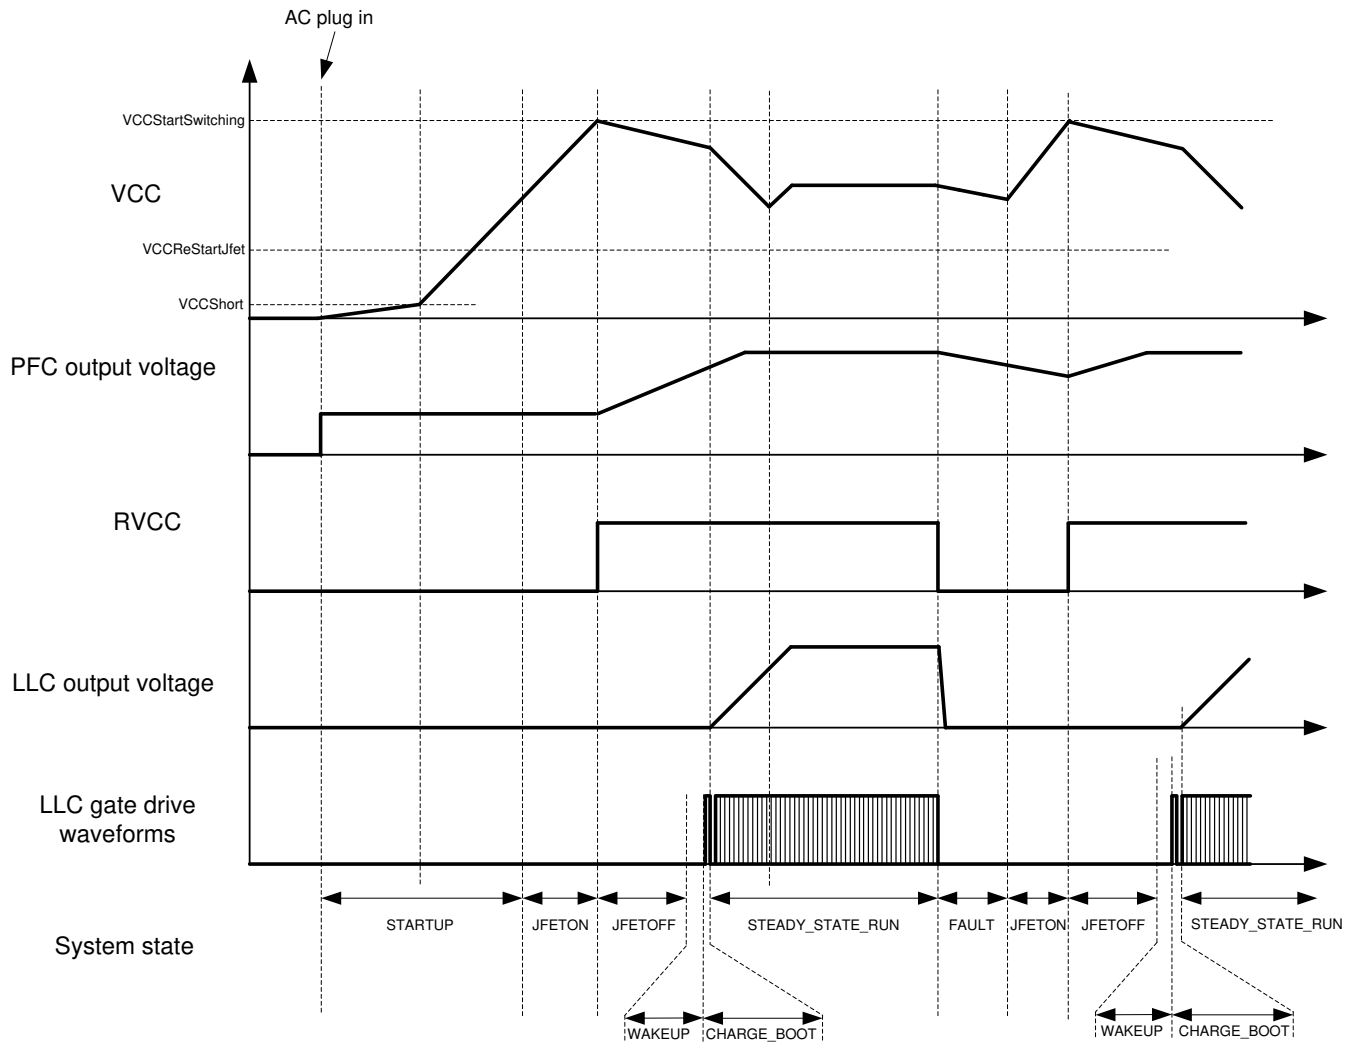 AC plug in
VCCStartSwitching
VCC
VCCReStartJfet
VCCShort
PFC output voltage
RVCC
LLC output voltage
LLC gate drive
waveforms
STARTUP
JFETON
JFETOFF
STEADY_STATE_RUN
FAULT
JFETON
JFETOFF
STEADY_STATE_RUN
System state
WAKEUP
CHARGE_BOOT
WAKEUP
CHARGE_BOOT